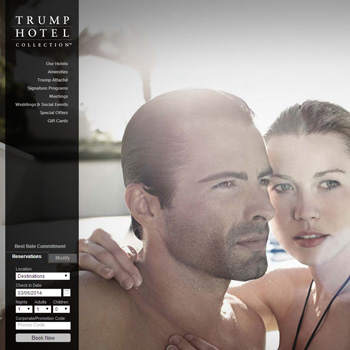 TRUMP
HOTEL
COLLECTION™
Our Hotels
Amenities
Trump Attaché
Signature Programs
Meetings
Weddings & Social Events
Special Offers
Gift Cards
Best Rate Commitment
Reservations Modify
Location
Destinations
Check In Date
03/06/2014
Nights Adults Children
1 1 0
Corporate/Promotion Code
Promo Code
Book Now